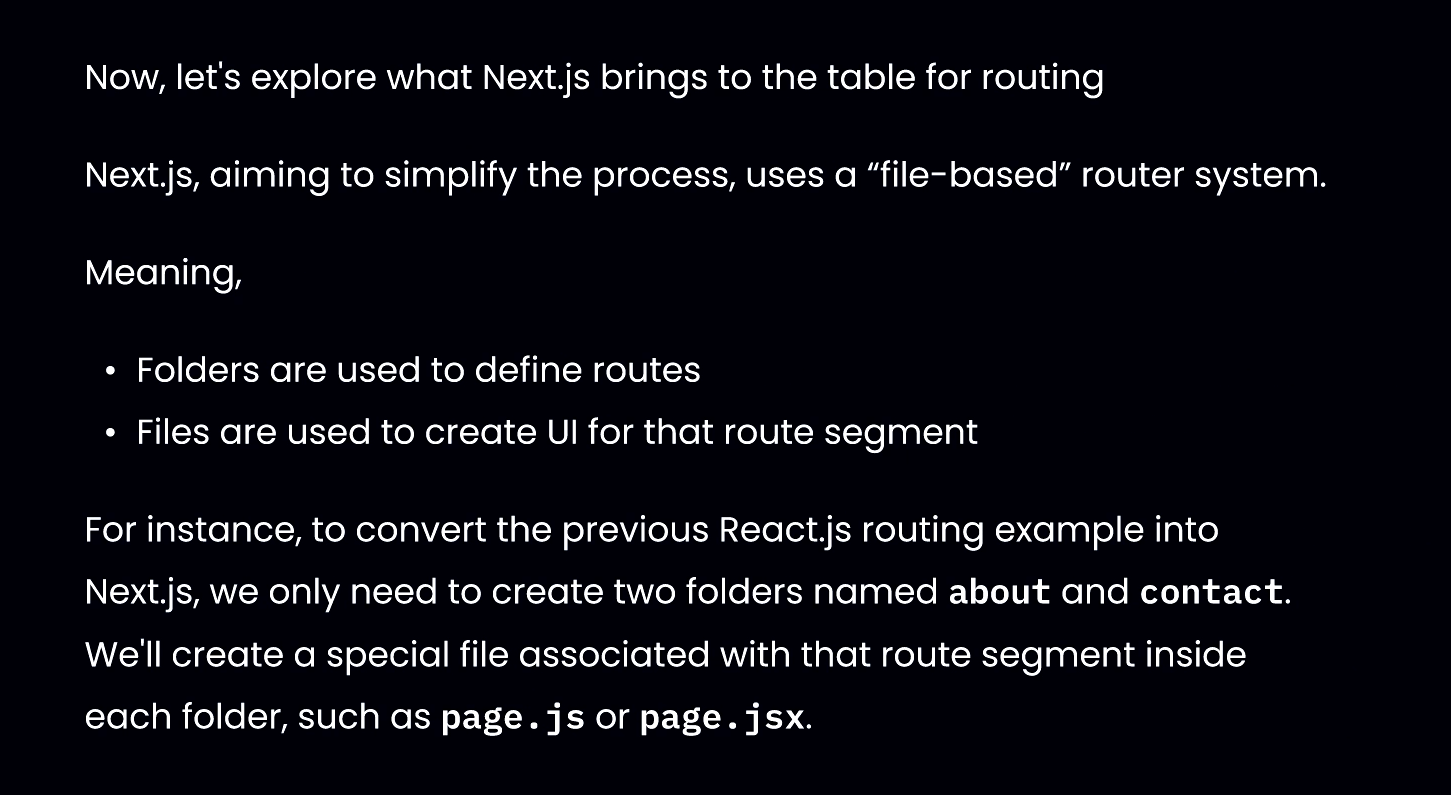 Now, let's explore what Next.js brings to the table for routing
Next.js, aiming to simplify the process, uses a “file-based” router system.
Meaning,
• Folders are used to define routes
• Files are used to create UI for that route segment
For instance, to convert the previous React.js routing example into
Next.js, we only need to create two folders named about and contact.
We'll create a special file associated with that route segment inside
each folder, such as page.js or page.jsx.